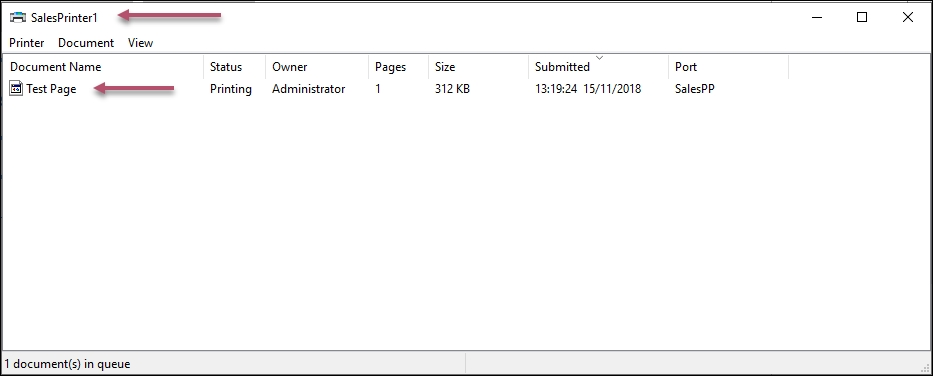 SalesPrinter1
Printer Document View
Document Name Status Owner Pages Size Submitted Port
Test Page Printing Administrator 1 312 KB 13:19:24 15/11/2018 SalesPP
1 document(s) in queue